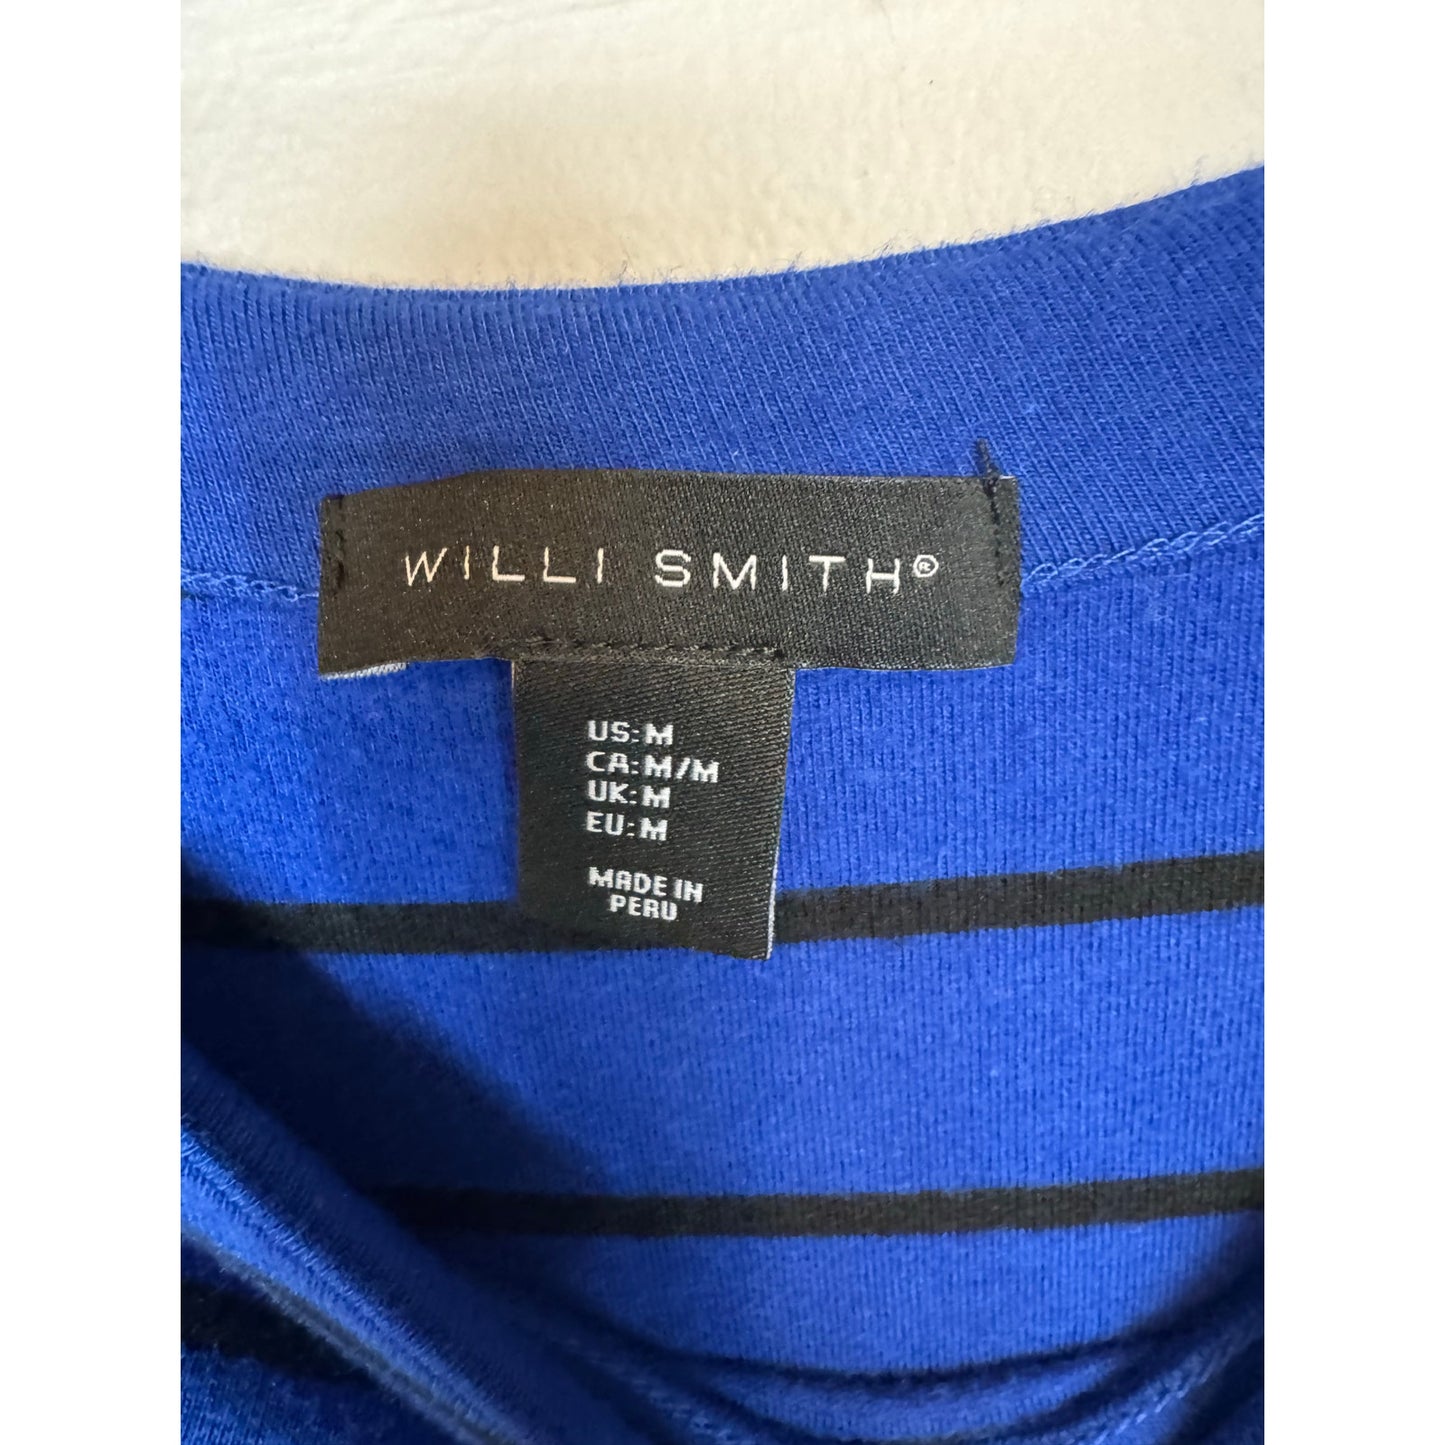 WILLI SMITH®
US: M
CA: M/M
UK: M
EU: M
MADE IN
PERU